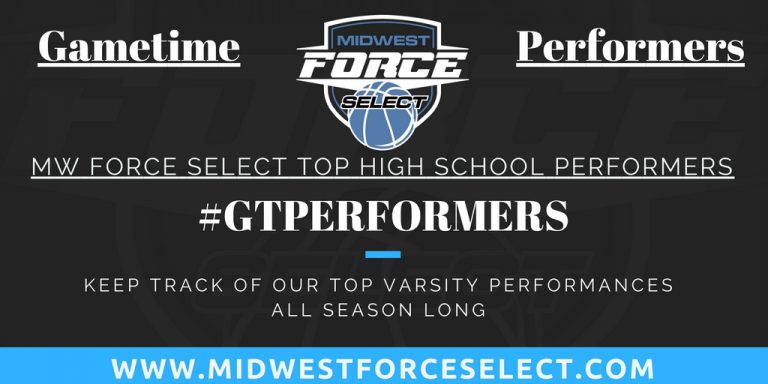 Gametime
MIDWEST
FORCE
SELECT
Performers
MW FORCE SELECT TOP HIGH SCHOOL PERFORMERS
#GTPERFORMERS
KEEP TRACK OF OUR TOP VARSITY PERFORMANCES
ALL SEASON LONG
WWW.MIDWESTFORCESELECT.COM